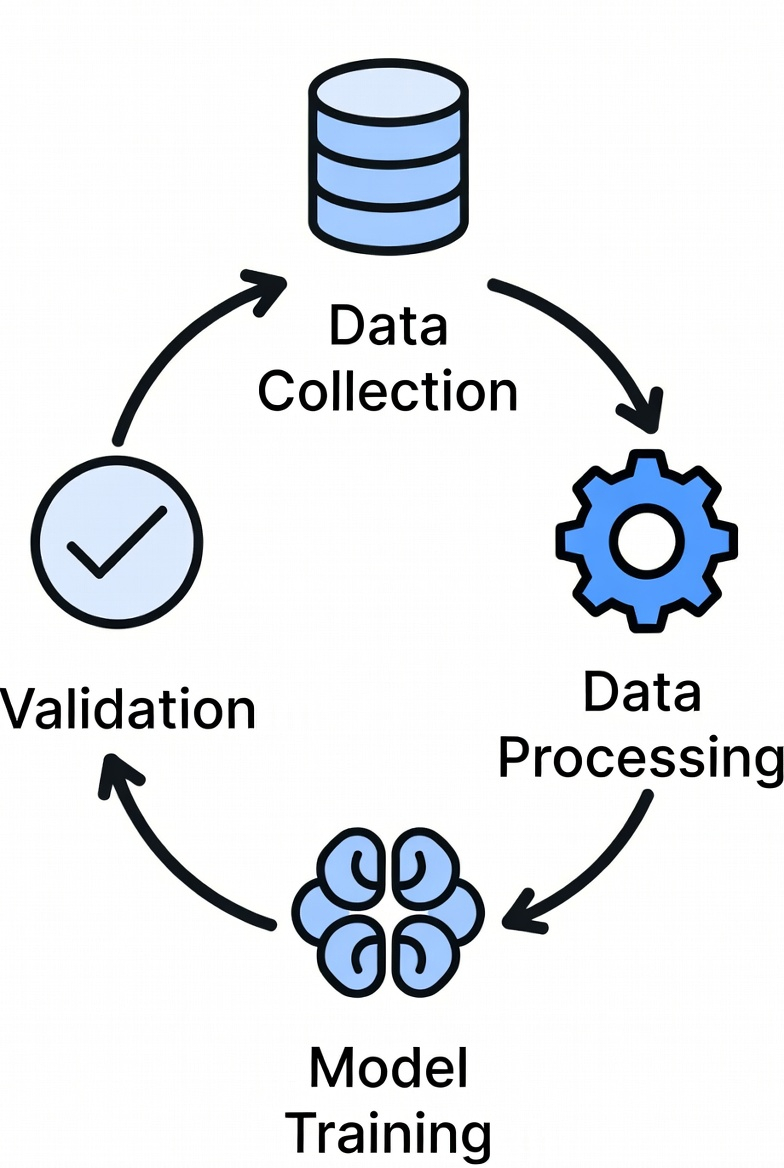 Data
Collection
Data
Processing
Model
Training
Validation